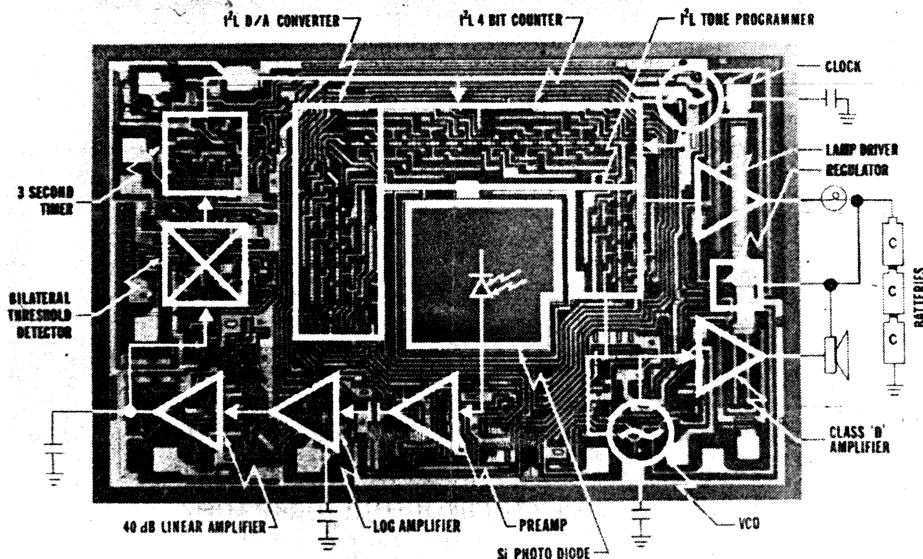 I²L D/A CONVERTER
I²L 4 BIT COUNTER
I²L TONE PROGRAMMER
CLOCK
LAMP DRIVER
REGULATOR
3 SECOND
TIMER
BILATERAL
THRESHOLD
DETECTOR
C
C
C
BATTERIES
CLASS 'D'
AMPLIFIER
40 dB LINEAR AMPLIFIER
LOG AMPLIFIER
PREAMP
VCO
Si PHOTO DIODE